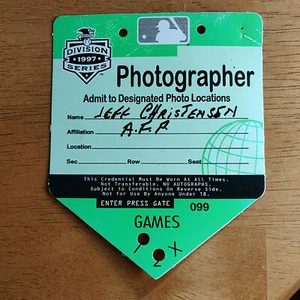 DIVISION
1997
SERIES
Photographer
Admit to Designated Photo Locations
Name JEFF CHRISTENSEN
Affiliation A.F.P.
Location
Sec. Row Seat
This Credential Must Be Worn At All Times.
Not Transferable. NO AUTOGRAPHS.
Subject to Conditions On Reverse Side.
Not for Use By Anyone Under 18.
ENTER PRESS GATE 099
GAMES
1 2 X